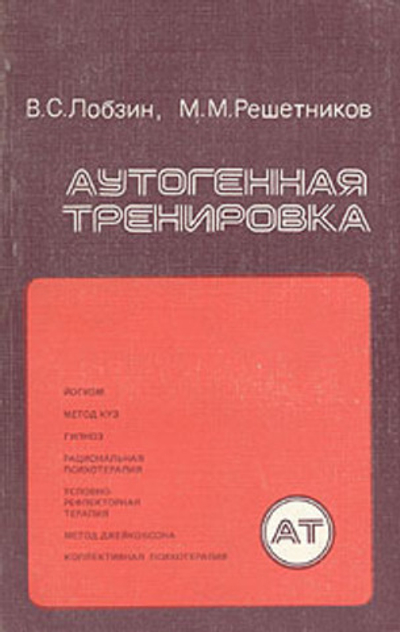 В.С.Лобзин, М.М.Решетников
АУТОГЕННАЯ
ТРЕНИРОВКА
ЙОГИЗМ
МЕТОД КУЭ
ГИПНОЗ
РАЦИОНАЛЬНАЯ
ПСИХОТЕРАПИЯ
УСЛОВНО-
РЕФЛЕКТОРНАЯ
ТЕРАПИЯ
МЕТОД ДЖЕЙКОБСОНА
КОЛЛЕКТИВНАЯ ПСИХОТЕРАПИЯ
АТ